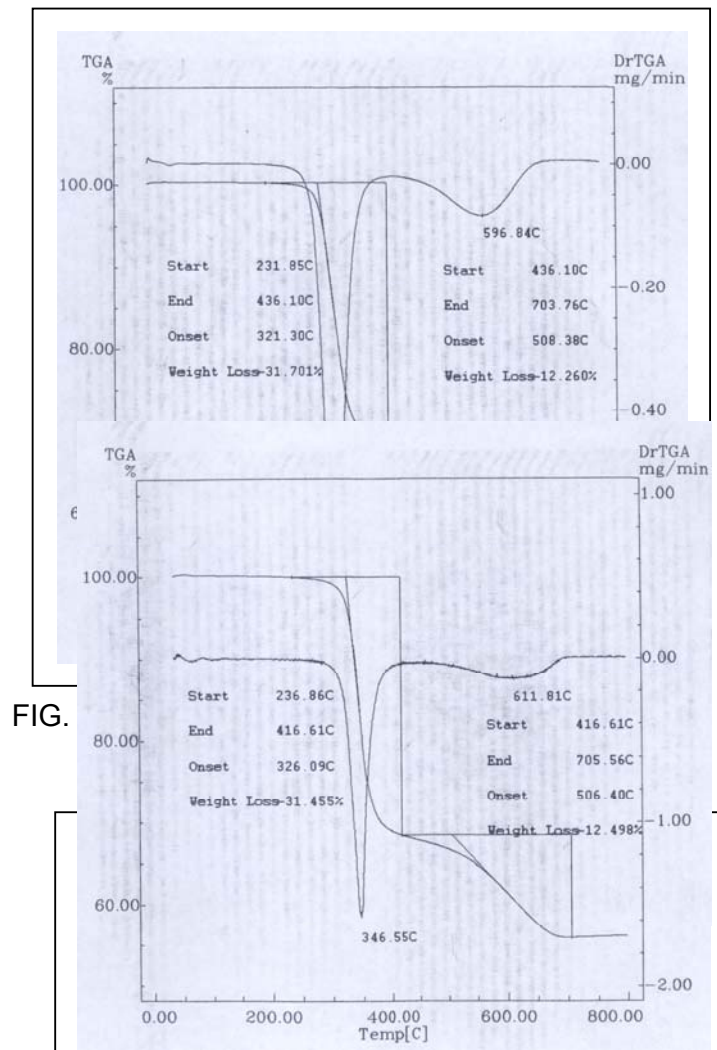 TGA
%
DrTGA
mg/min
0.00
100.00
596.84C
Start 231.85C
End 436.10C
Onset 321.30C
Weight Loss-31.701%
Start 436.10C
End 703.76C
Onset 508.38C
Weight Loss-12.260%
-0.20
80.00
-0.40
TGA
%
DrTGA
mg/min
1.00
6
100.00
0.00
611.81C
Start 236.86C
End 416.61C
Onset 326.09C
Weight Loss-31.455%
Start 416.61C
End 705.56C
Onset 506.40C
Weight Loss-12.498%
FIG.
80.00
-1.00
60.00
346.55C
-2.00
0.00 200.00 400.00 600.00 800.00
Temp[C]